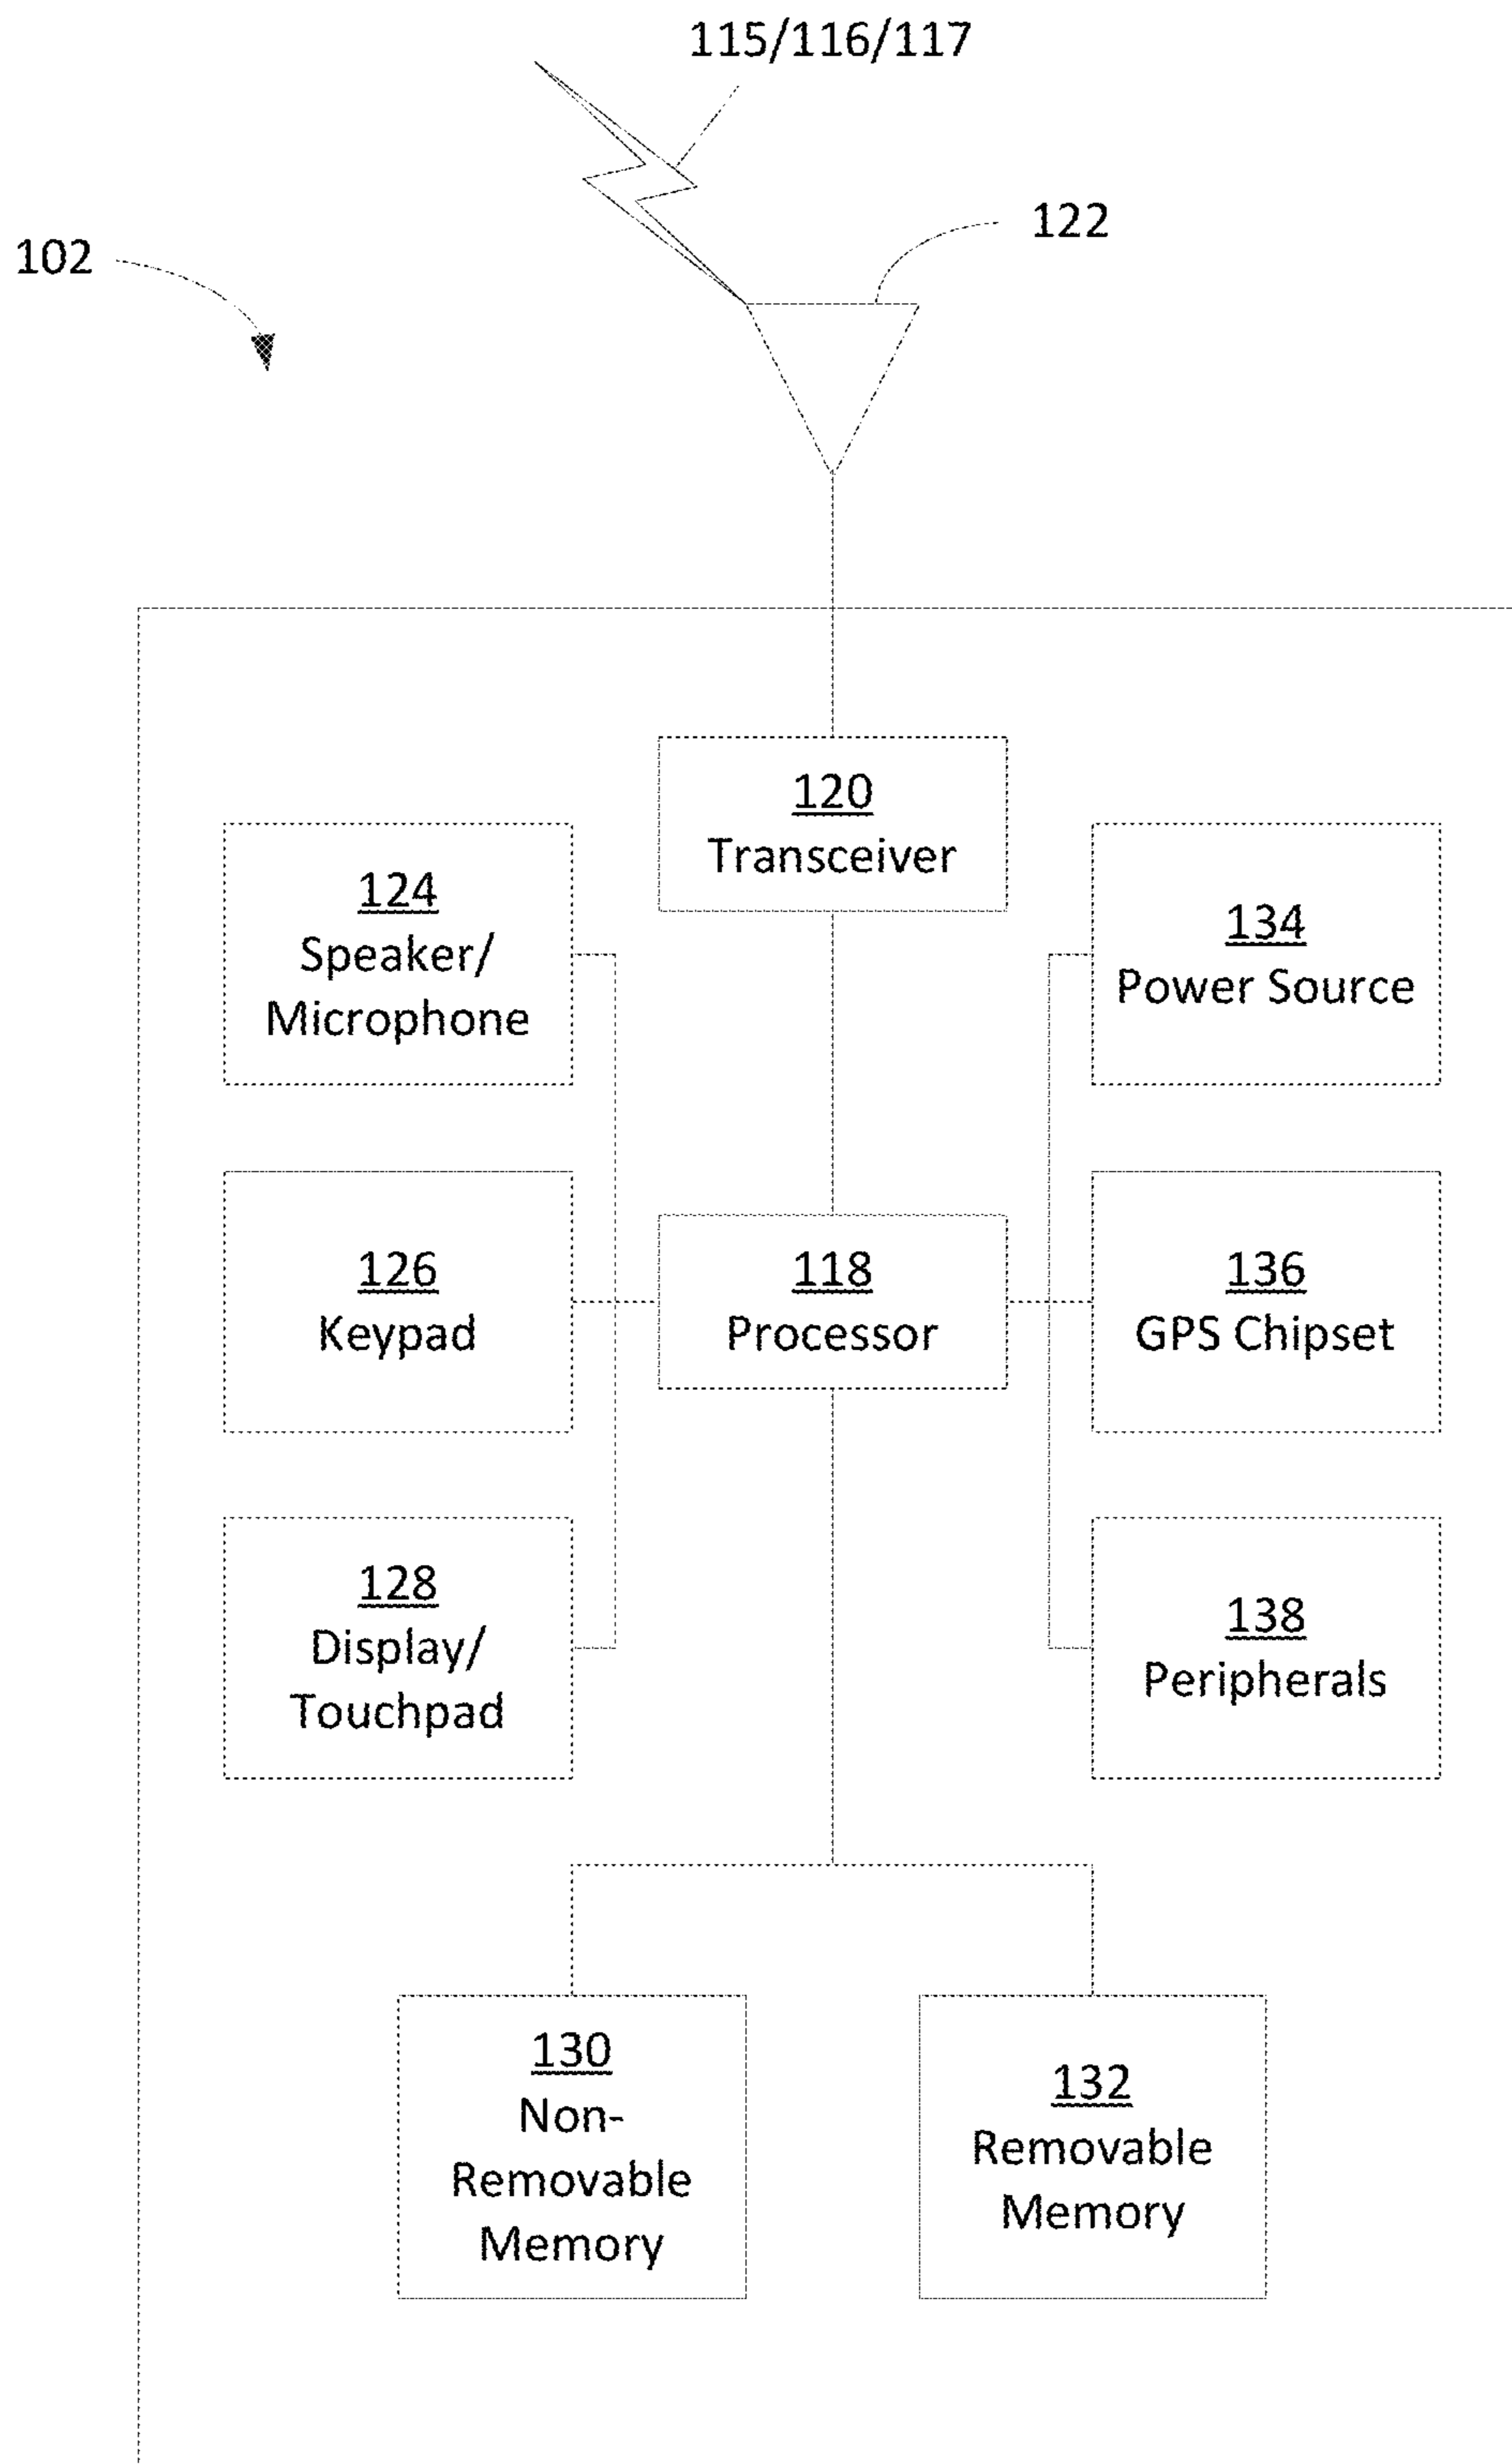 115/116/117
122
102
120
Transceiver
124
Speaker/
Microphone
134
Power Source
126
Keypad
118
Processor
136
GPS Chipset
128
Display/
Touchpad
138
Peripherals
130
Non-
Removable
Memory
132
Removable
Memory